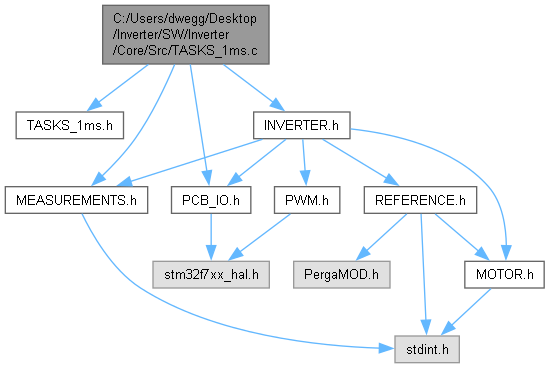 C:/Users/dwegg/Desktop
/Inverter/SW/Inverter
/Core/Src/TASKS_1ms.c
TASKS_1ms.h
INVERTER.h
MEASUREMENTS.h
PCB_IO.h
PWM.h
REFERENCE.h
stm32f7xx_hal.h
PergaMOD.h
MOTOR.h
stdint.h